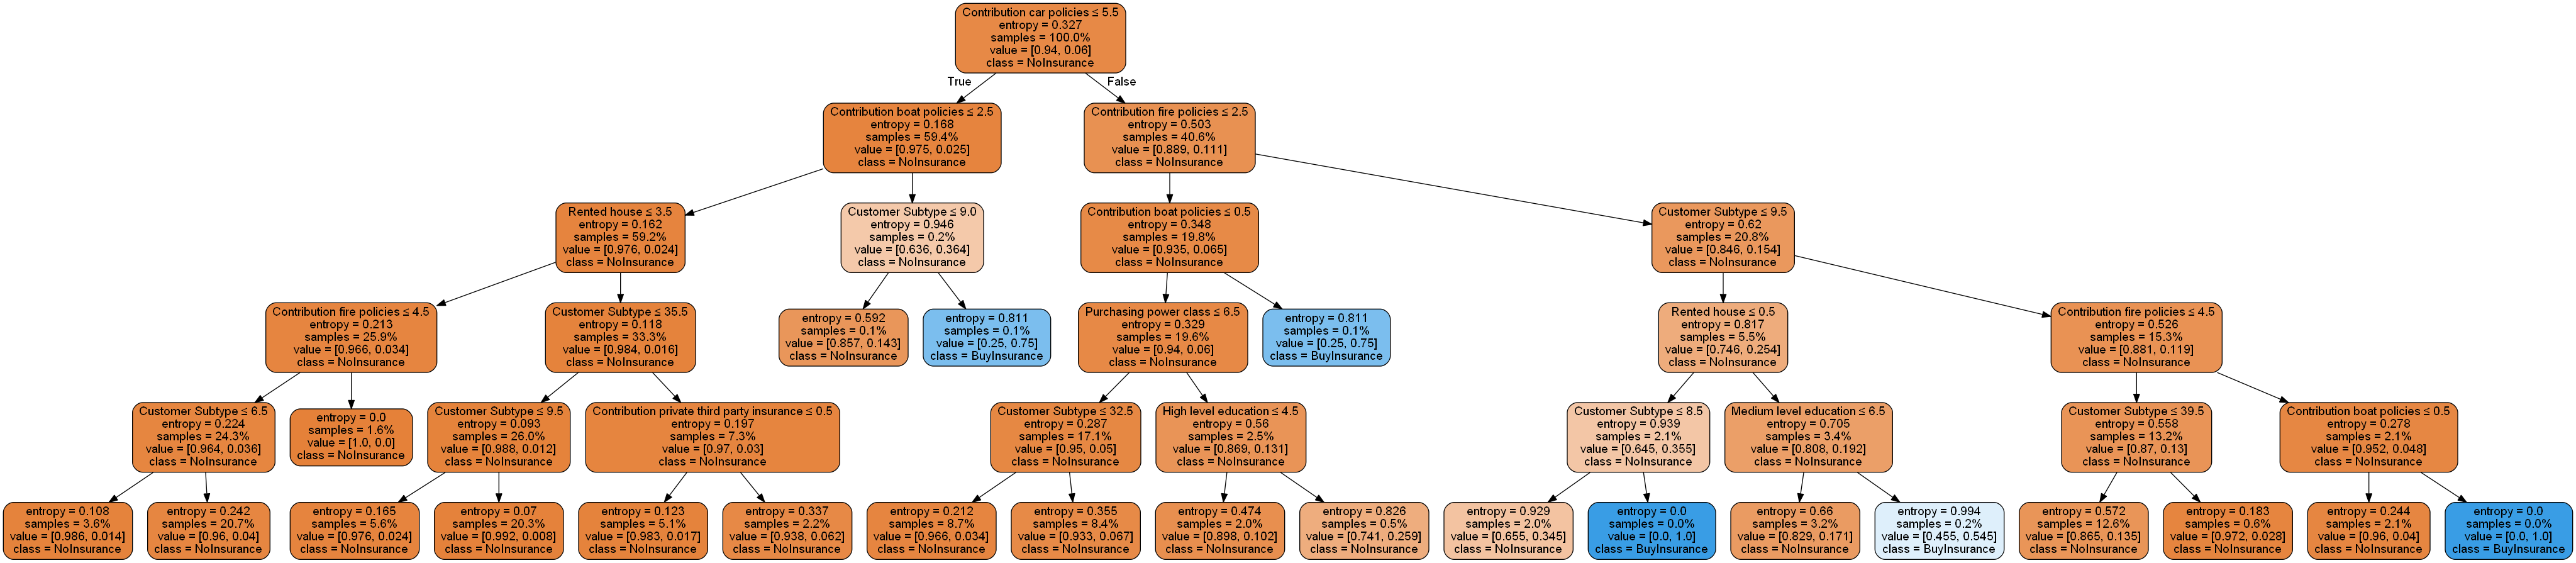 Contribution car policies ≤ 5.5
entropy = 0.327
samples = 100.0%
value = [0.94, 0.06]
class = NoInsurance
True
False
Contribution boat policies ≤ 2.5
entropy = 0.168
samples = 59.4%
value = [0.975, 0.025]
class = NoInsurance
Contribution fire policies ≤ 2.5
entropy = 0.503
samples = 40.6%
value = [0.889, 0.111]
class = NoInsurance
Rented house ≤ 3.5
entropy = 0.162
samples = 59.2%
value = [0.976, 0.024]
class = NoInsurance
Customer Subtype ≤ 9.0
entropy = 0.946
samples = 0.2%
value = [0.636, 0.364]
class = NoInsurance
Contribution boat policies ≤ 0.5
entropy = 0.348
samples = 19.8%
value = [0.935, 0.065]
class = NoInsurance
Customer Subtype ≤ 9.5
entropy = 0.62
samples = 20.8%
value = [0.846, 0.154]
class = NoInsurance
Contribution fire policies ≤ 4.5
entropy = 0.213
samples = 25.9%
value = [0.966, 0.034]
class = NoInsurance
Customer Subtype ≤ 35.5
entropy = 0.118
samples = 33.3%
value = [0.984, 0.016]
class = NoInsurance
entropy = 0.592
samples = 0.1%
value = [0.857, 0.143]
class = NoInsurance
entropy = 0.811
samples = 0.1%
value = [0.25, 0.75]
class = BuyInsurance
Purchasing power class ≤ 6.5
entropy = 0.329
samples = 19.6%
value = [0.94, 0.06]
class = NoInsurance
entropy = 0.811
samples = 0.1%
value = [0.25, 0.75]
class = BuyInsurance
Rented house ≤ 0.5
entropy = 0.817
samples = 5.5%
value = [0.746, 0.254]
class = NoInsurance
Contribution fire policies ≤ 4.5
entropy = 0.526
samples = 15.3%
value = [0.881, 0.119]
class = NoInsurance
Customer Subtype ≤ 6.5
entropy = 0.224
samples = 24.3%
value = [0.964, 0.036]
class = NoInsurance
entropy = 0.0
samples = 1.6%
value = [1.0, 0.0]
class = NoInsurance
Customer Subtype ≤ 9.5
entropy = 0.093
samples = 26.0%
value = [0.988, 0.012]
class = NoInsurance
Contribution private third party insurance ≤ 0.5
entropy = 0.197
samples = 7.3%
value = [0.97, 0.03]
class = NoInsurance
Customer Subtype ≤ 32.5
entropy = 0.287
samples = 17.1%
value = [0.95, 0.05]
class = NoInsurance
High level education ≤ 4.5
entropy = 0.56
samples = 2.5%
value = [0.869, 0.131]
class = NoInsurance
Customer Subtype ≤ 8.5
entropy = 0.939
samples = 2.1%
value = [0.645, 0.355]
class = NoInsurance
Medium level education ≤ 6.5
entropy = 0.705
samples = 3.4%
value = [0.808, 0.192]
class = NoInsurance
Customer Subtype ≤ 39.5
entropy = 0.558
samples = 13.2%
value = [0.87, 0.13]
class = NoInsurance
Contribution boat policies ≤ 0.5
entropy = 0.278
samples = 2.1%
value = [0.952, 0.048]
class = NoInsurance
entropy = 0.108
samples = 3.6%
value = [0.986, 0.014]
class = NoInsurance
entropy = 0.242
samples = 20.7%
value = [0.96, 0.04]
class = NoInsurance
entropy = 0.165
samples = 5.6%
value = [0.976, 0.024]
class = NoInsurance
entropy = 0.07
samples = 20.3%
value = [0.992, 0.008]
class = NoInsurance
entropy = 0.123
samples = 5.1%
value = [0.983, 0.017]
class = NoInsurance
entropy = 0.337
samples = 2.2%
value = [0.938, 0.062]
class = NoInsurance
entropy = 0.212
samples = 8.7%
value = [0.966, 0.034]
class = NoInsurance
entropy = 0.355
samples = 8.4%
value = [0.933, 0.067]
class = NoInsurance
entropy = 0.474
samples = 2.0%
value = [0.898, 0.102]
class = NoInsurance
entropy = 0.826
samples = 0.5%
value = [0.741, 0.259]
class = NoInsurance
entropy = 0.929
samples = 2.0%
value = [0.655, 0.345]
class = NoInsurance
entropy = 0.0
samples = 0.0%
value = [0.0, 1.0]
class = BuyInsurance
entropy = 0.66
samples = 3.2%
value = [0.829, 0.171]
class = NoInsurance
entropy = 0.994
samples = 0.2%
value = [0.455, 0.545]
class = BuyInsurance
entropy = 0.572
samples = 12.6%
value = [0.865, 0.135]
class = NoInsurance
entropy = 0.183
samples = 0.6%
value = [0.972, 0.028]
class = NoInsurance
entropy = 0.244
samples = 2.1%
value = [0.96, 0.04]
class = NoInsurance
entropy = 0.0
samples = 0.0%
value = [0.0, 1.0]
class = BuyInsurance